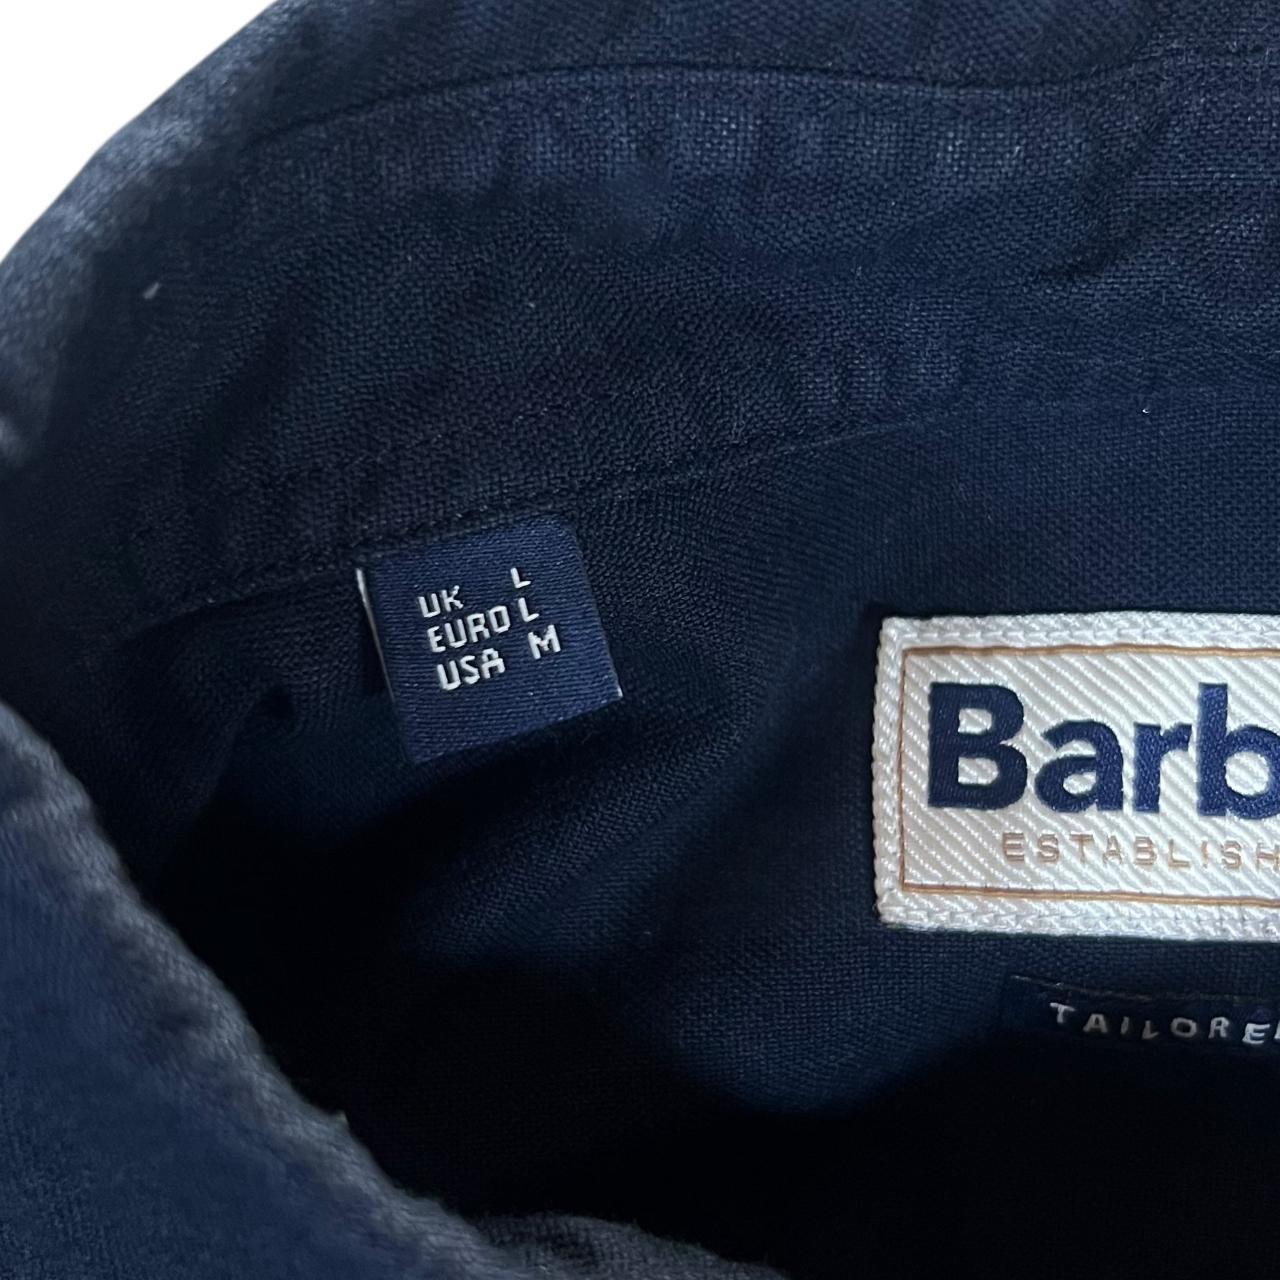 UK L
EURO L
USA M
Barb
ESTABLISH
TAILORE